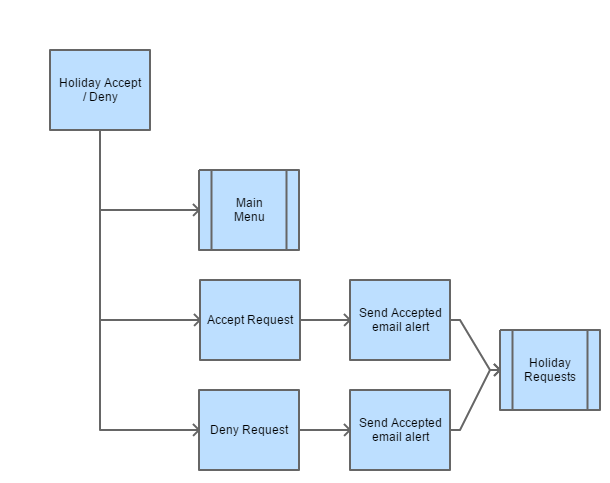 Holiday Accept
/ Deny
Main
Menu
Accept Request
Send Accepted
email alert
Holiday
Requests
Deny Request
Send Accepted
email alert